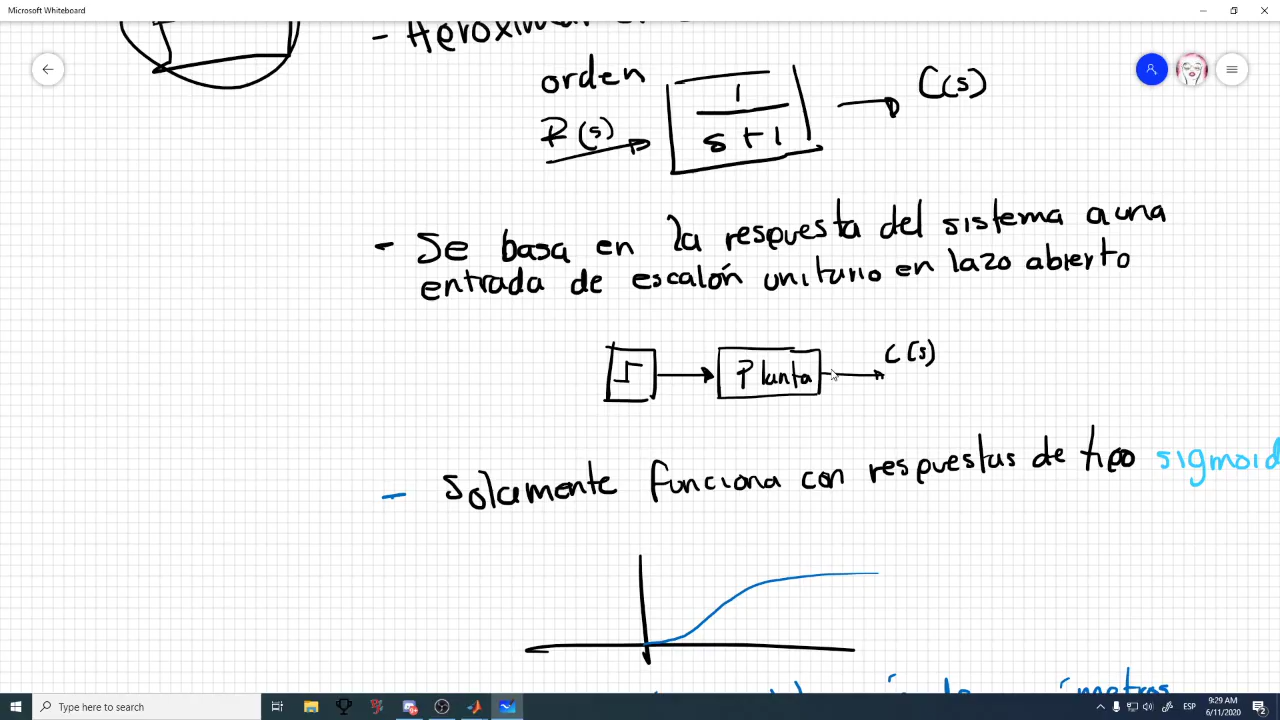 Microsoft Whiteboard
orden
1
s + 1
R(s)
C(s)
- Se basa en la respuesta del sistema a una
entrada de escalón unitario en lazo abierto
Planta
C(s)
- Solamente funciona con respuestas de tipo sigmoid
Type here to search
ESP
9:29 AM
6/11/2020
2